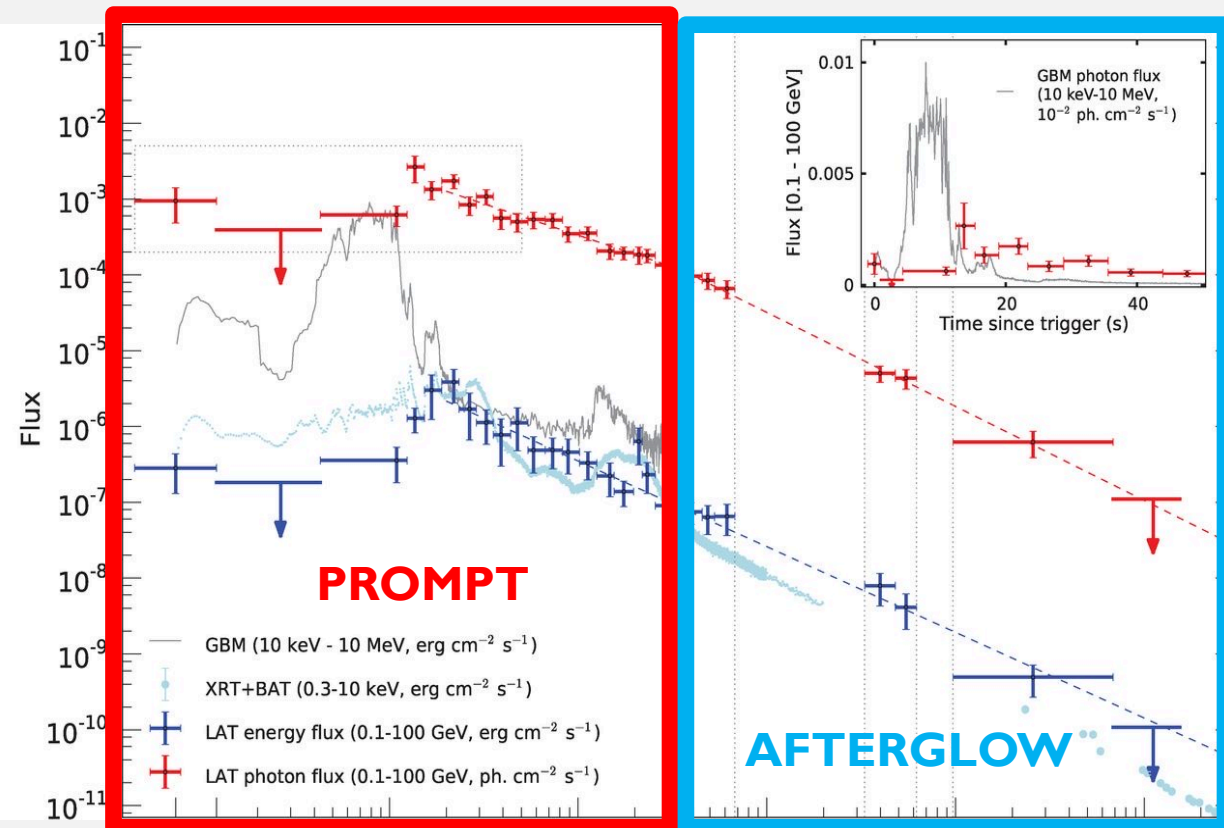 10⁻¹
10⁻²
10⁻³
10⁻⁴
10⁻⁵
10⁻⁶
10⁻⁷
10⁻⁸
10⁻⁹
10⁻¹⁰
10⁻¹¹
Flux
PROMPT
GBM (10 keV - 10 MeV, erg cm⁻² s⁻¹)
XRT+BAT (0.3-10 keV, erg cm⁻² s⁻¹)
LAT energy flux (0.1-100 GeV, erg cm⁻² s⁻¹)
LAT photon flux (0.1-100 GeV, ph. cm⁻² s⁻¹)
Flux [0.1 - 100 GeV]
0.01
0.005
0
GBM photon flux
(10 keV-10 MeV,
10⁻² ph. cm⁻² s⁻¹)
0 20 40
Time since trigger (s)
AFTERGLOW